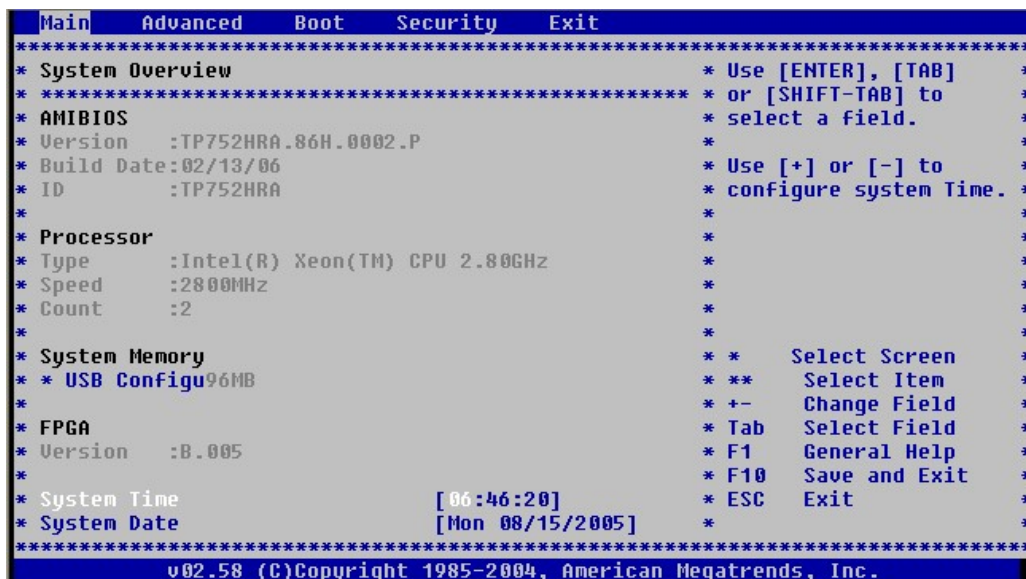 Main Advanced Boot Security Exit
********************************************************************************
* System Overview * Use [ENTER], [TAB] *
* *************************************************** * or [SHIFT-TAB] to *
* AMIBIOS * select a field. *
* Version :TP752HRA.86H.0002.P * *
* Build Date:02/13/06 * Use [+] or [-] to *
* ID :TP752HRA * configure system Time. *
* * *
* Processor * *
* Type :Intel(R) Xeon(TM) CPU 2.80GHz * *
* Speed :2800MHz * *
* Count :2 * *
* * *
* System Memory * * Select Screen *
* * USB Configu96MB * ** Select Item *
* * +- Change Field *
* FPGA * Tab Select Field *
* Version :B.005 * F1 General Help *
* * F10 Save and Exit *
* System Time [06:46:20] * ESC Exit *
* System Date [Mon 08/15/2005] * *
********************************************************************************
v02.58 (C)Copyright 1985-2004, American Megatrends, Inc.